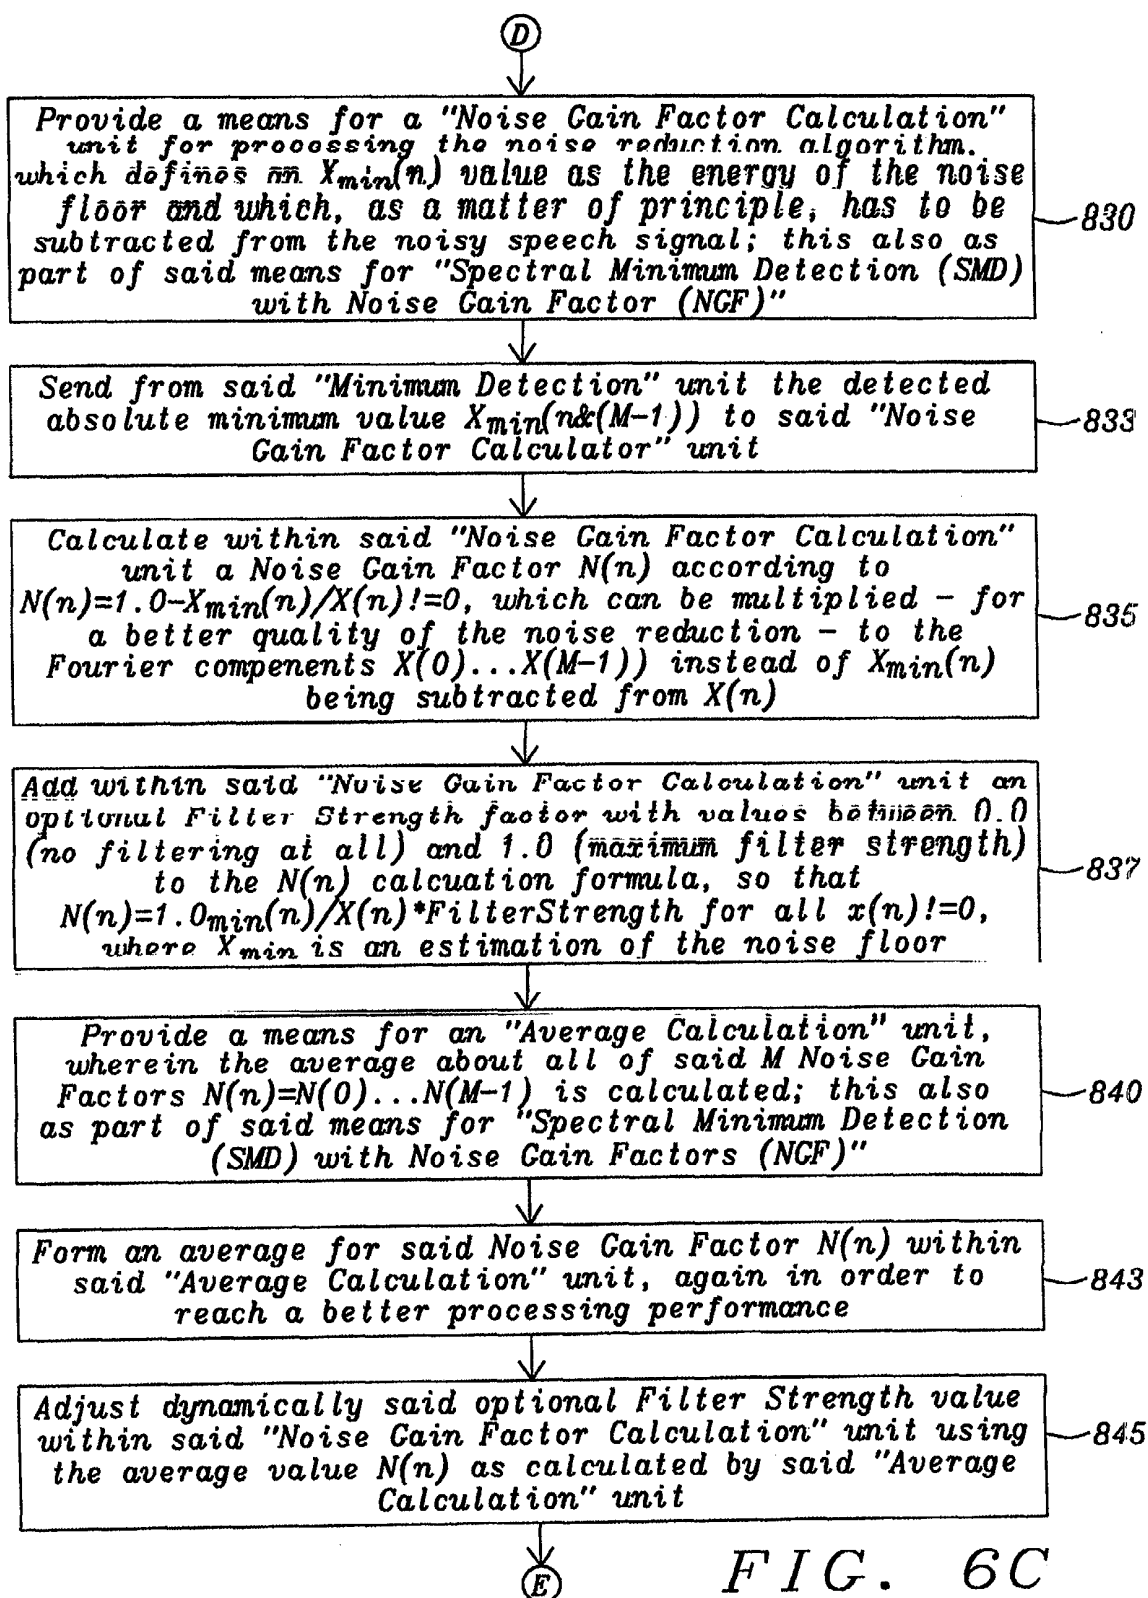 D
Provide a means for a "Noise Gain Factor Calculation"
unit for processing the noise reduction algorithm.
which defines an Xmin(n) value as the energy of the noise
floor and which, as a matter of principle, has to be
subtracted from the noisy speech signal; this also as
part of said means for "Spectral Minimum Detection (SMD)
with Noise Gain Factor (NGF)"
830
Send from said "Minimum Detection" unit the detected
absolute minimum value Xmin(n&(M-1)) to said "Noise
Gain Factor Calculator" unit
833
Calculate within said "Noise Gain Factor Calculation"
unit a Noise Gain Factor N(n) according to
N(n)=1.0-Xmin(n)/X(n)!=0, which can be multiplied - for
a better quality of the noise reduction - to the
Fourier compenents X(0)...X(M-1)) instead of Xmin(n)
being subtracted from X(n)
835
Add within said "Noise Gain Factor Calculation" unit an
optional Filter Strength factor with values between 0.0
(no filtering at all) and 1.0 (maximum filter strength)
to the N(n) calcuation formula, so that
N(n)=1.0min(n)/X(n)*FilterStrength for all x(n)!=0,
where Xmin is an estimation of the noise floor
837
Provide a means for an "Average Calculation" unit,
wherein the average about all of said M Noise Gain
Factors N(n)=N(0)...N(M-1) is calculated; this also
as part of said means for "Spectral Minimum Detection
(SMD) with Noise Gain Factors (NGF)"
840
Form an average for said Noise Gain Factor N(n) within
said "Average Calculation" unit, again in order to
reach a better processing performance
843
Adjust dynamically said optional Filter Strength value
within said "Noise Gain Factor Calculation" unit using
the average value N(n) as calculated by said "Average
Calculation" unit
845
E
FIG. 6C